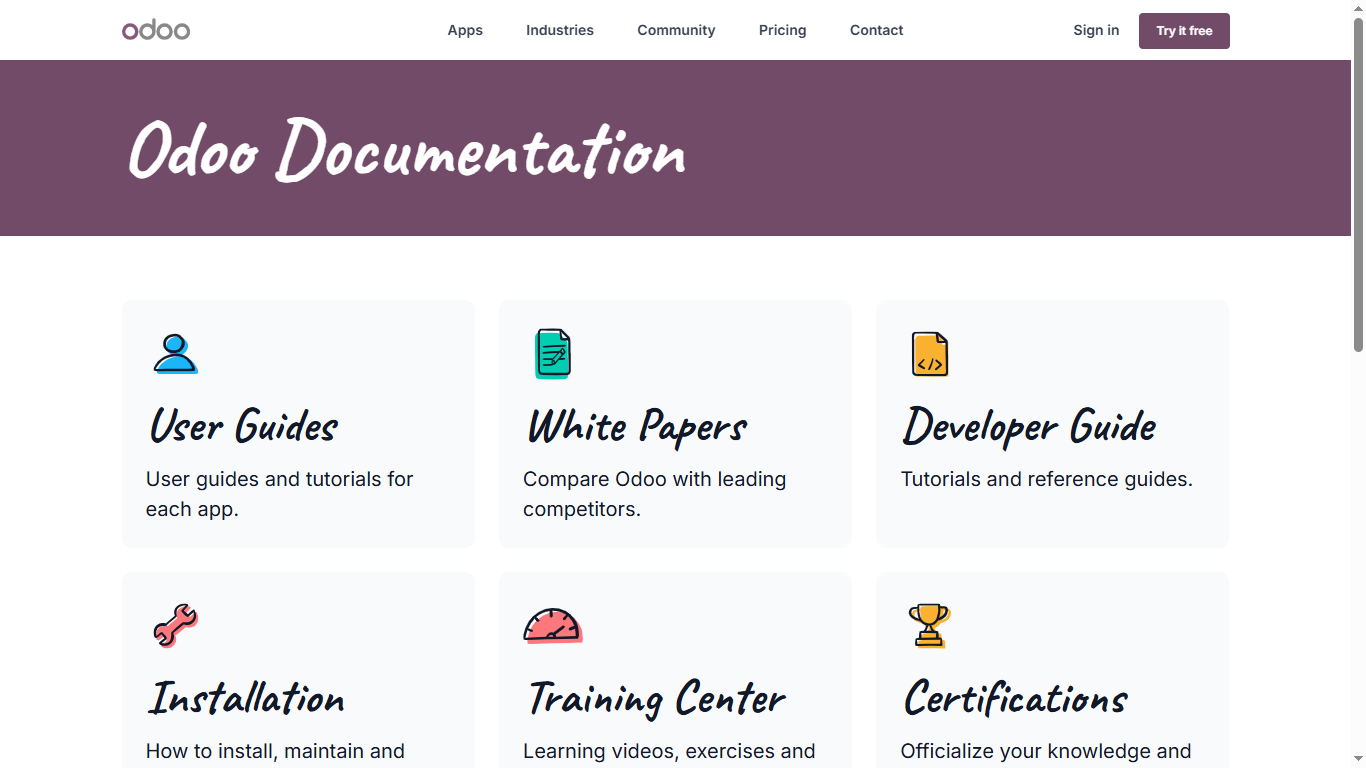 odoo
Apps Industries Community Pricing Contact Sign in Try it free
Odoo Documentation
User Guides
User guides and tutorials for
each app.
White Papers
Compare Odoo with leading
competitors.
Developer Guide
Tutorials and reference guides.
</>
Installation
How to install, maintain and
Training Center
Learning videos, exercises and
Certifications
Officialize your knowledge and